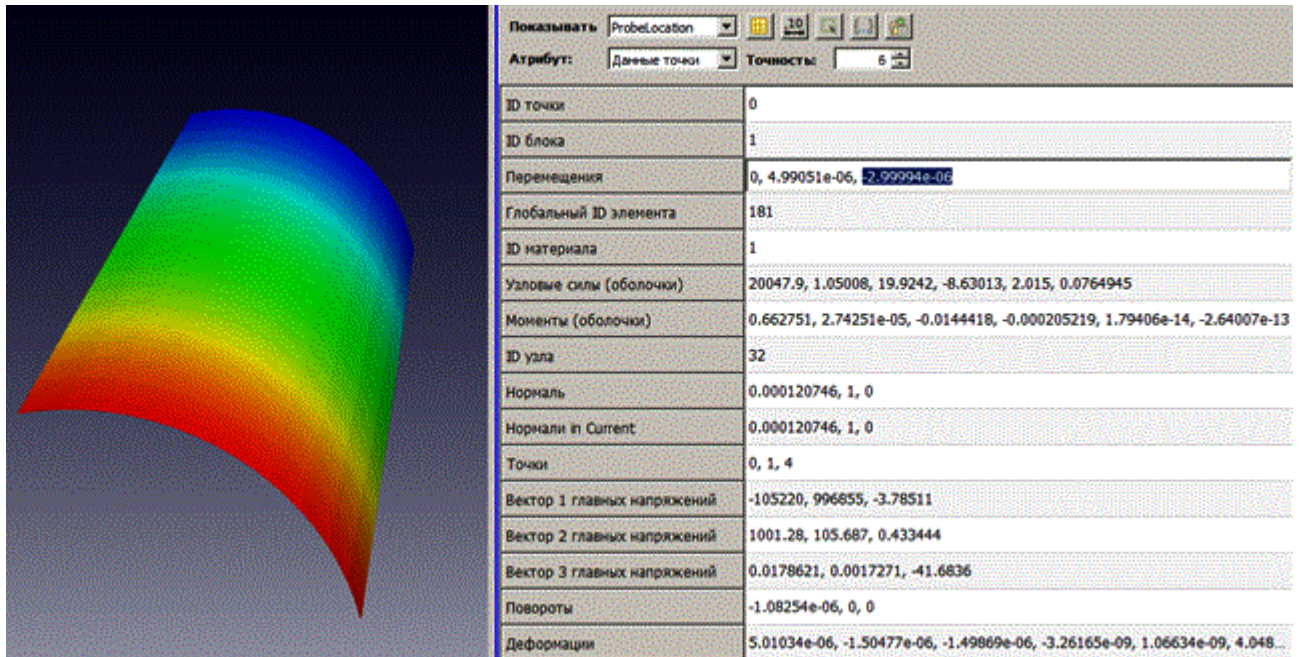 Показывать ProbeLocation
Атрибут: Данные точки Точность: 6
ID точки 0
ID блока 1
Перемещения 0, 4.99051e-06, -2.99994e-06
Глобальный ID элемента 181
ID материала 1
Узловые силы (оболочки) 20047.9, 1.05008, 19.9242, -8.63013, 2.015, 0.0764945
Моменты (оболочки) 0.662751, 2.74251e-05, -0.0144418, -0.000205219, 1.79406e-14, -2.64007e-13
ID узла 32
Нормаль 0.000120746, 1, 0
Нормали in Current 0.000120746, 1, 0
Точки 0, 1, 4
Вектор 1 главных напряжений -105220, 996855, -3.78511
Вектор 2 главных напряжений 1001.28, 105.687, 0.433444
Вектор 3 главных напряжений 0.0178621, 0.0017271, -41.6836
Повороты -1.08254e-06, 0, 0
Деформации 5.01034e-06, -1.50477e-06, -1.49869e-06, -3.26165e-09, 1.06634e-09, 4.048...